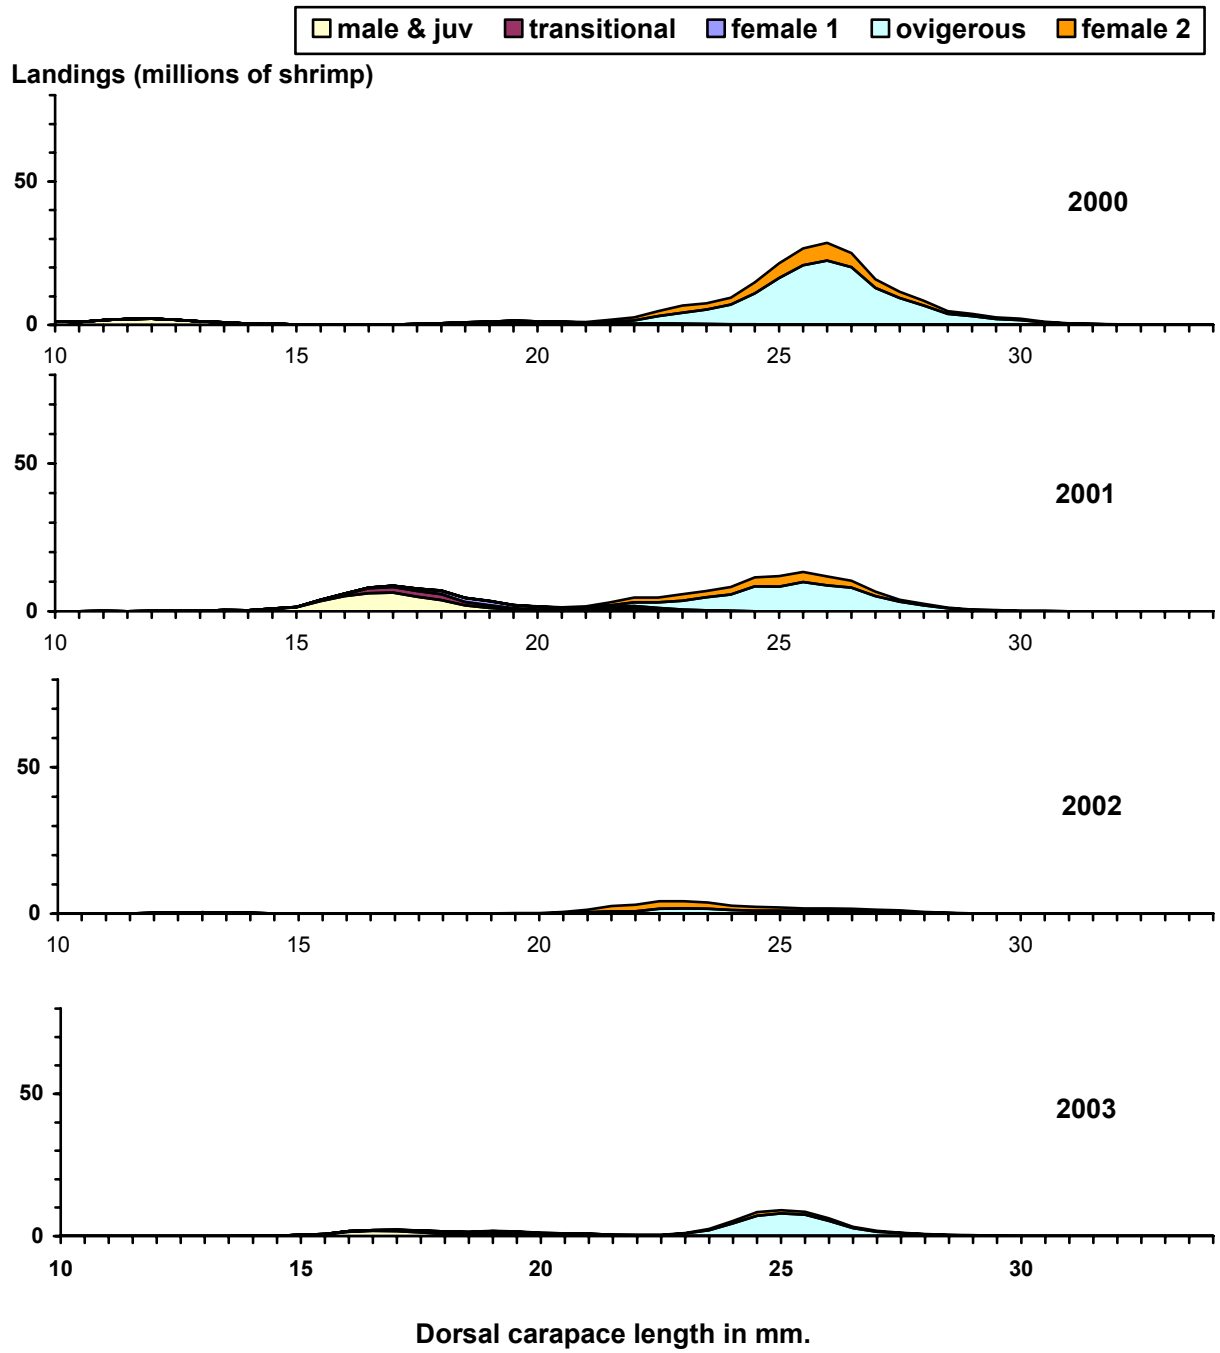 male & juv transitional female 1 ovigerous female 2
Landings (millions of shrimp)
50
2000
0
10 15 20 25 30
50
2001
0
10 15 20 25 30
50
2002
0
10 15 20 25 30
50
2003
0
10 15 20 25 30
Dorsal carapace length in mm.